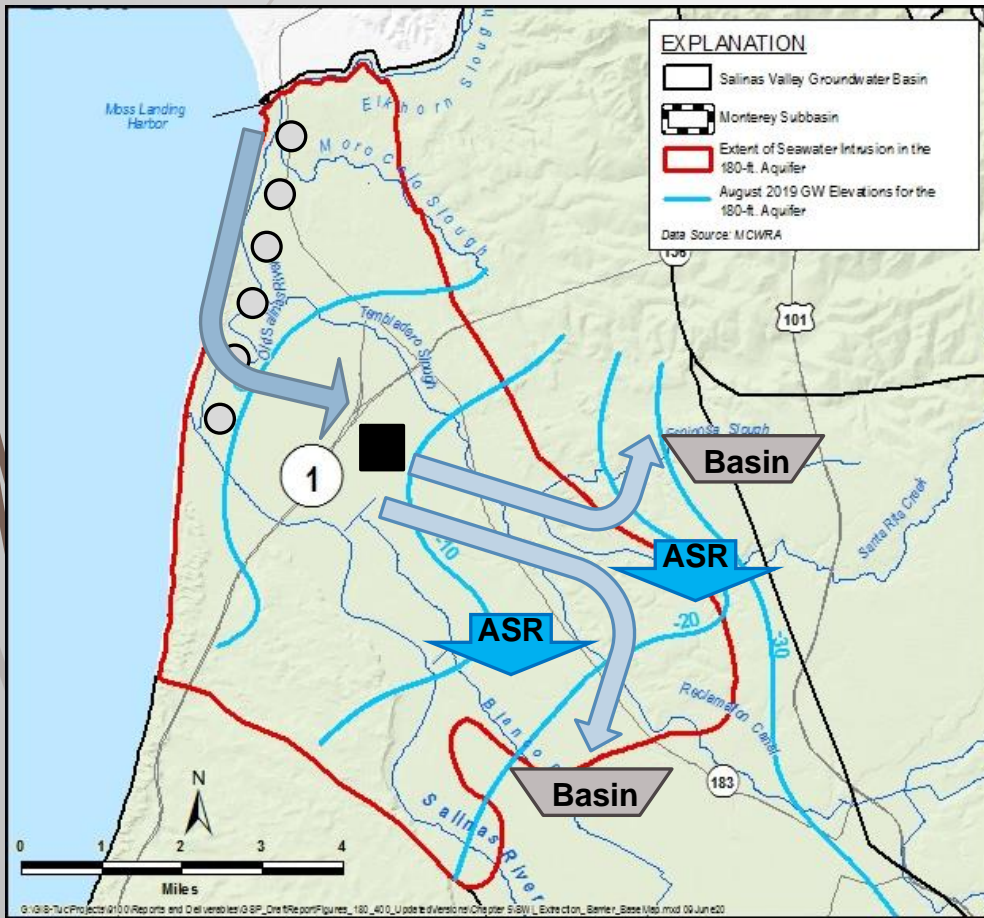 EXPLANATION
Salinas Valley Groundwater Basin
Monterey Subbasin
Extent of Seawater Intrusion in the
180-ft. Aquifer
August 2019 GW Elevations for the
180-ft. Aquifer
Data Source: MCWRA
Moss Landing
Harbor
Elkhorn Slough
Moro Cojo Slough
156
101
Old Salinas River
Tembladero Slough
Espinosa Slough
Basin
1
Santa Rita Creek
-10
ASR
ASR
-20
-30
Reclamation Canal
Blanco
Basin
183
Salinas River
N
0 1 2 3 4
Miles